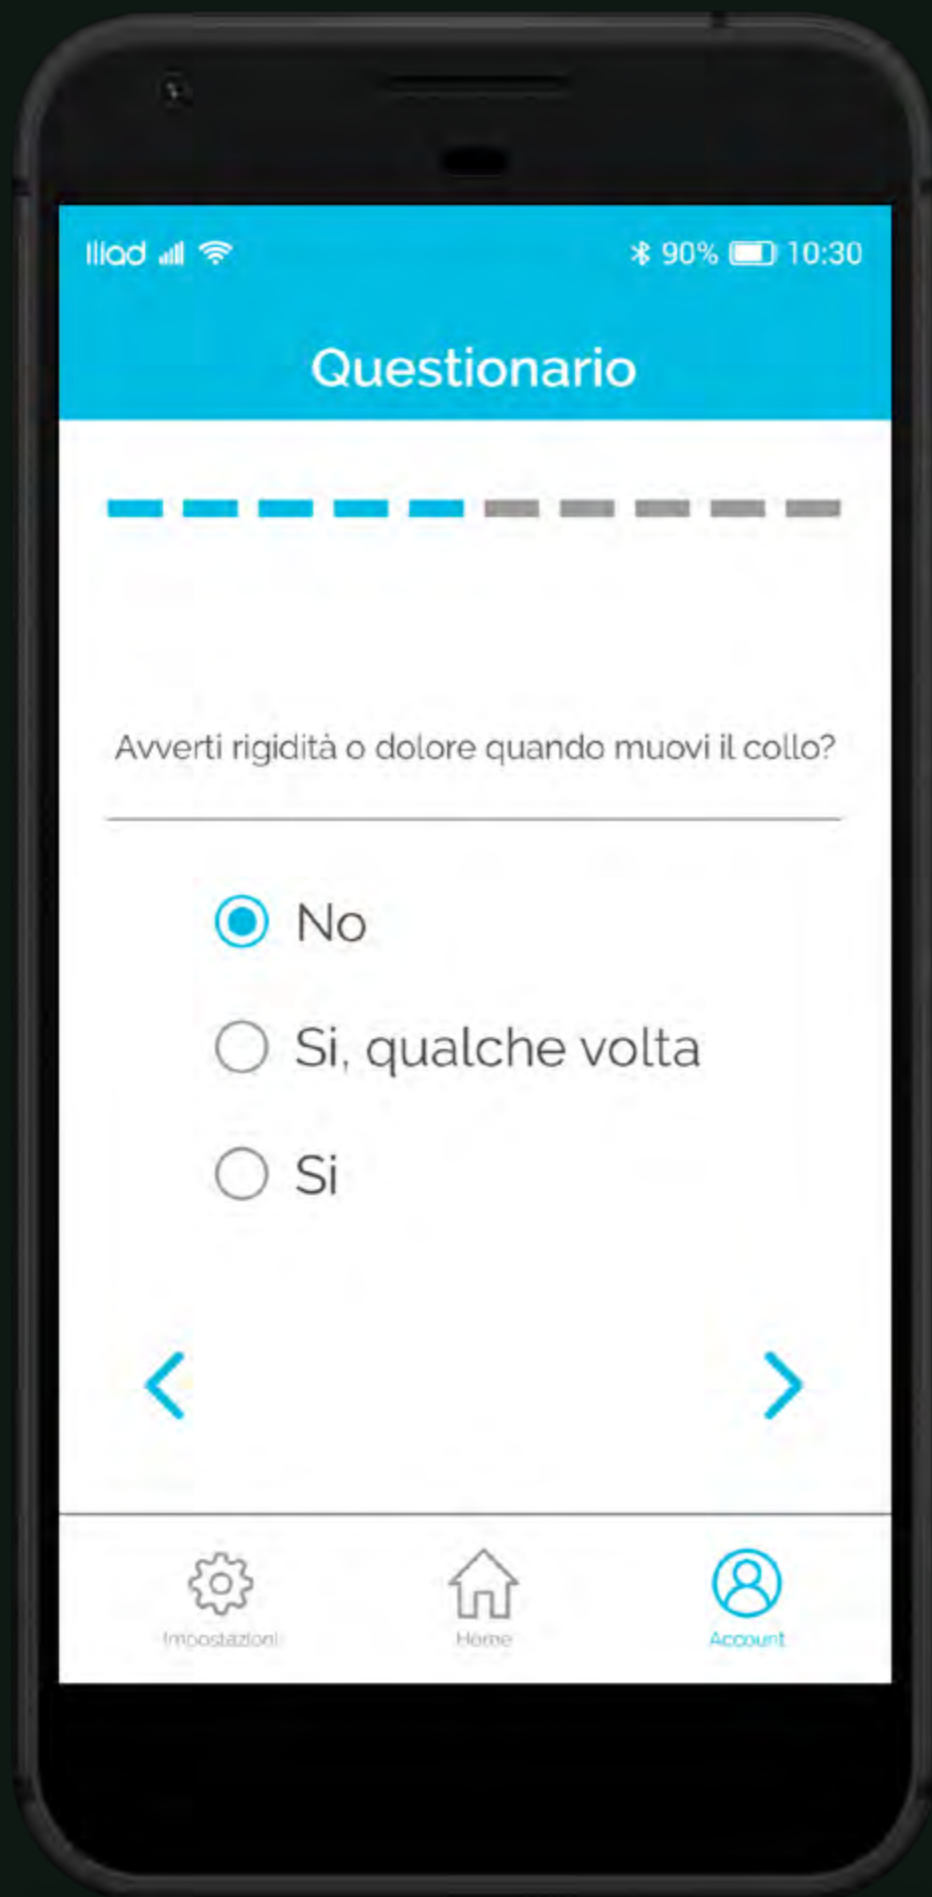 Iliad 90% 10:30
Questionario
Avverti rigidità o dolore quando muovi il collo?
No
Si, qualche volta
Si
Impostazioni Home Account